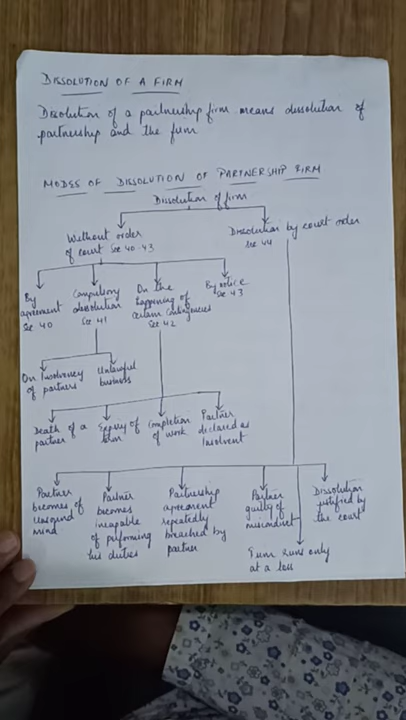 DISSOLUTION OF A FIRM
Dissolution of a partnership firm means dissolution of
partnership and the firm
MODES OF DISSOLUTION OF PARTNERSHIP FIRM
Dissolution of firm
Without order
of court Sec 40-43
Dissolution by court order
Sec 44
By
agreement
Sec 40
Compulsory
dissolution
Sec 41
On the
happening of
certain contingencies
Sec 42
By notice
Sec 43
On Insolvency
of partners
Unlawful
business
Death of a
partner
Expiry of
term
Completion
of work
Partner
declared as
Insolvent
Partner
becomes of
Unsound
mind
Partner
becomes
incapable
of performing
his duties
Partnership
agreement
repeatedly
breached by
partner
Partner
guilty of
misconduct
Firm runs only
at a loss
Dissolution
justified by
the court